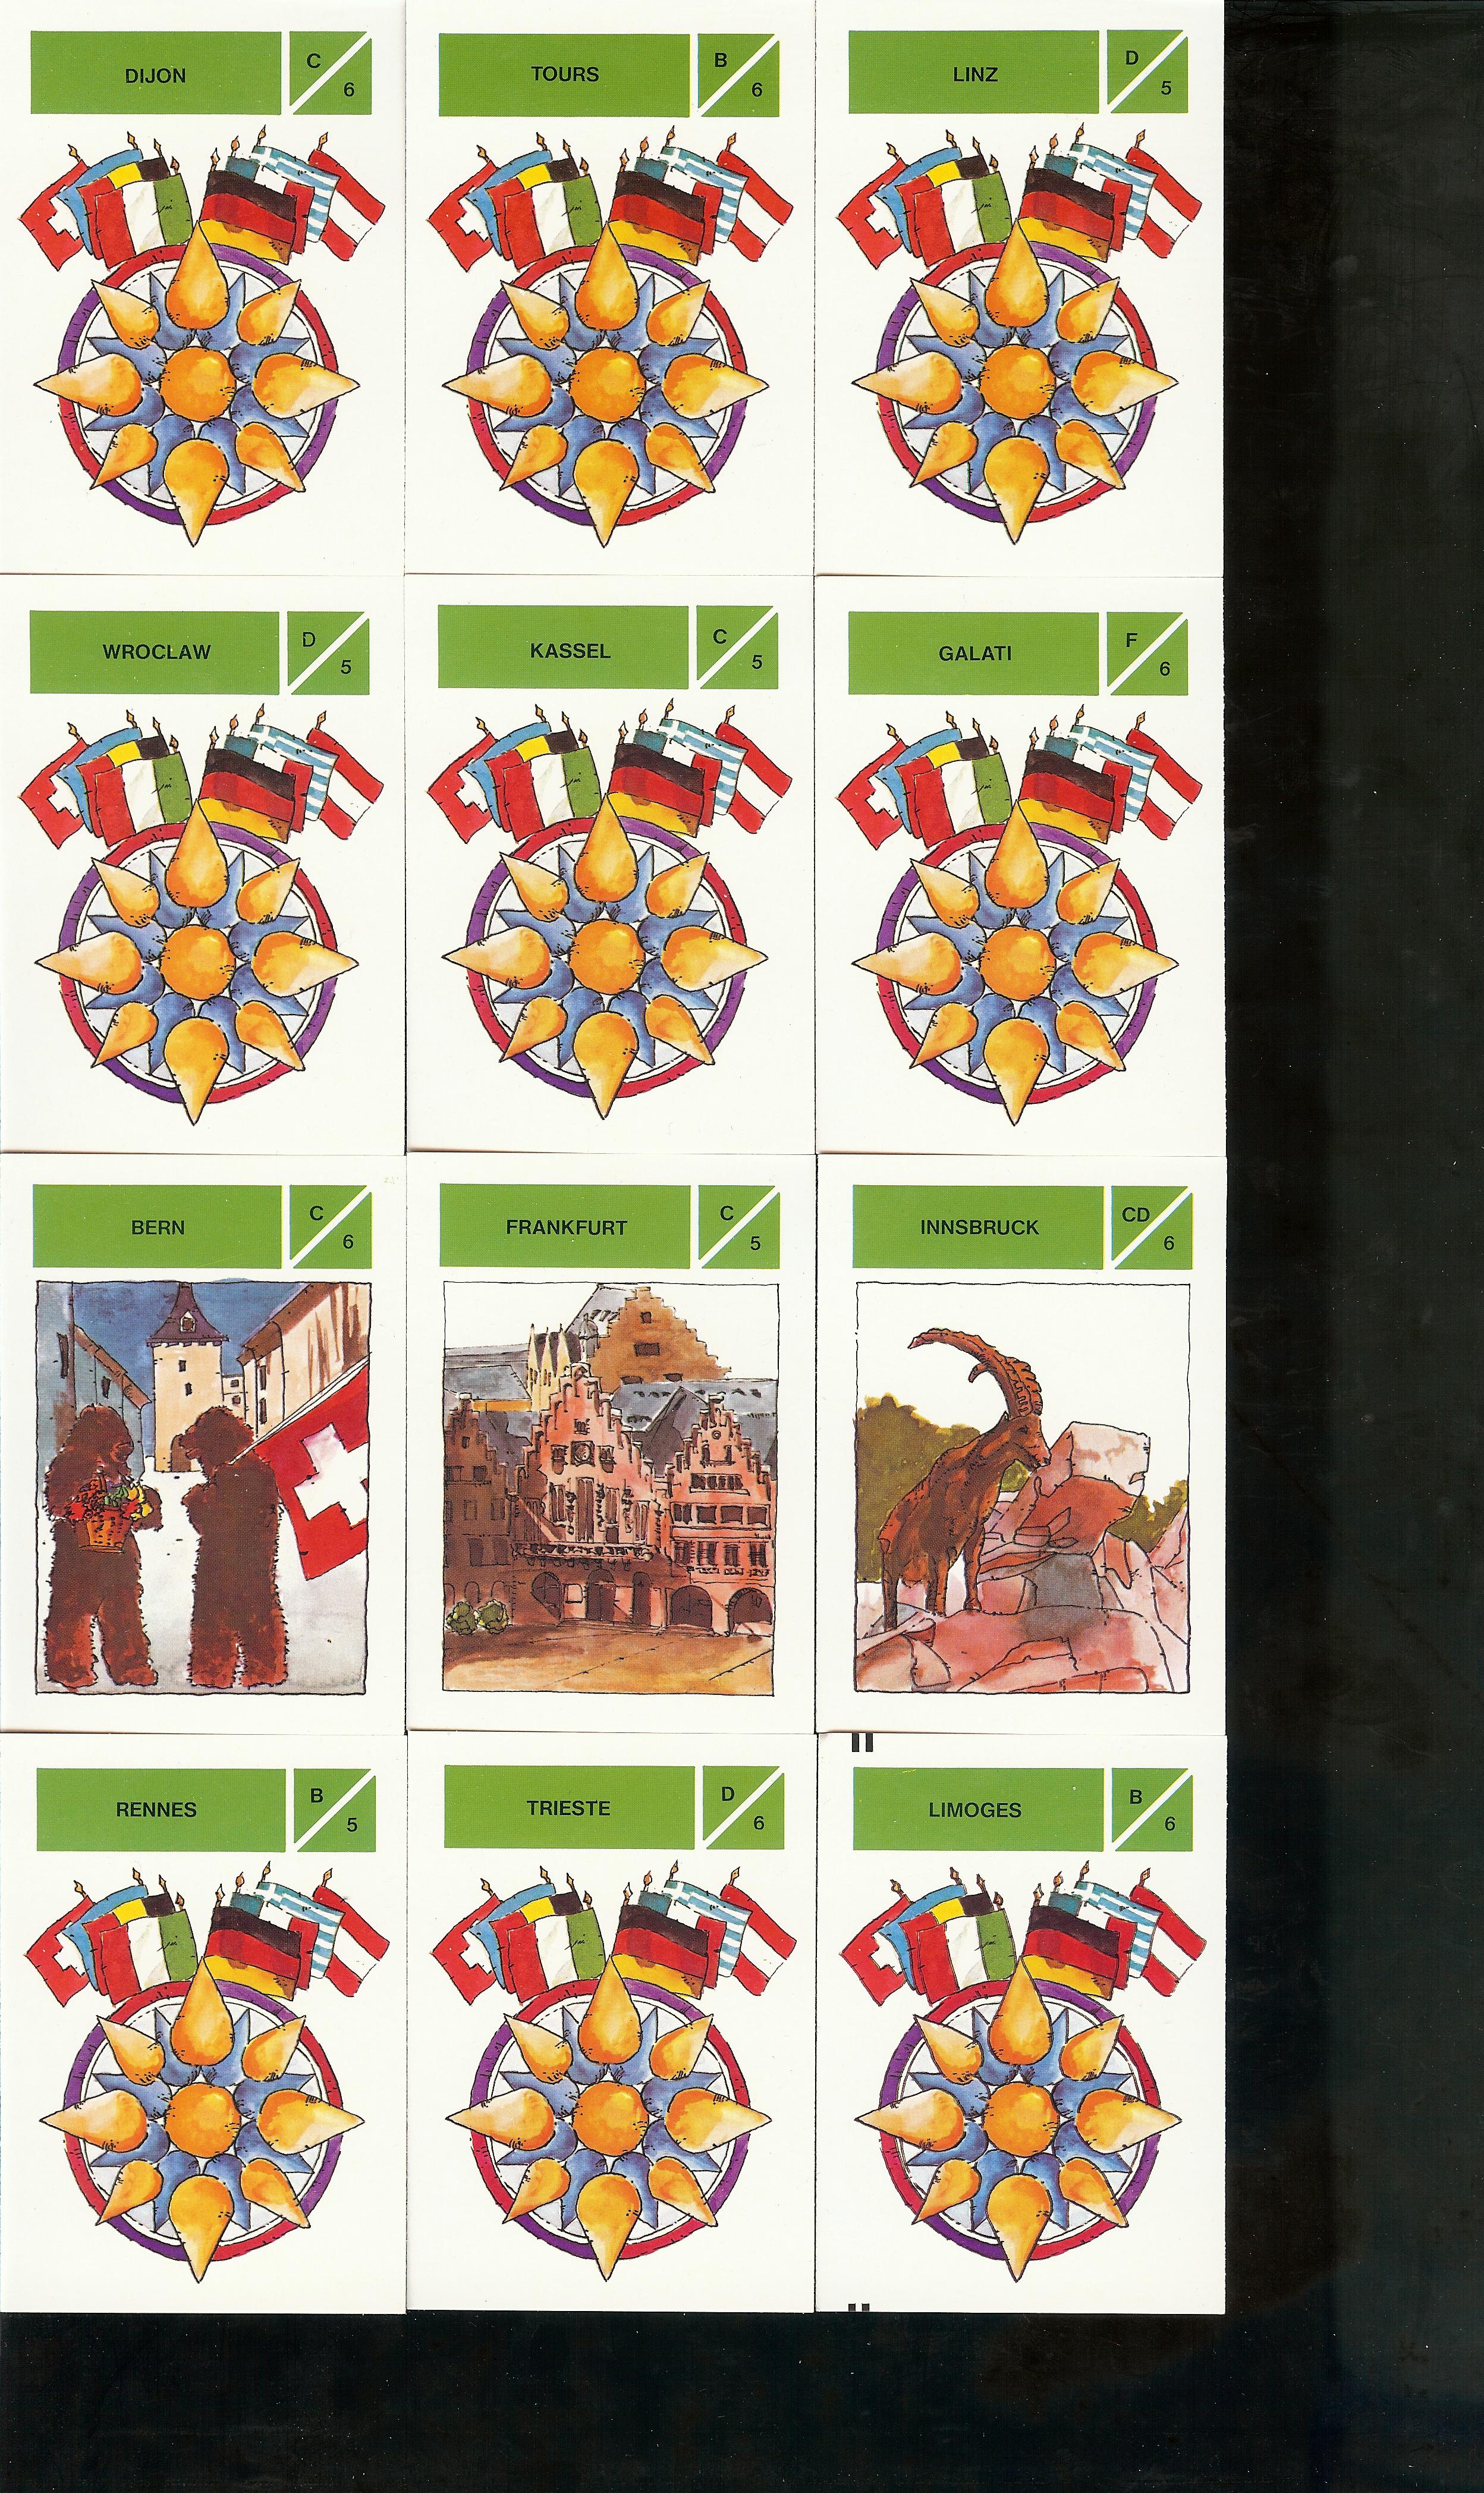 DIJON C 6
TOURS B 6
LINZ D 5
WROCLAW D 5
KASSEL C 5
GALATI F 6
BERN C 6
FRANKFURT C 5
INNSBRUCK CD 6
RENNES B 5
TRIESTE D 6
LIMOGES B 6